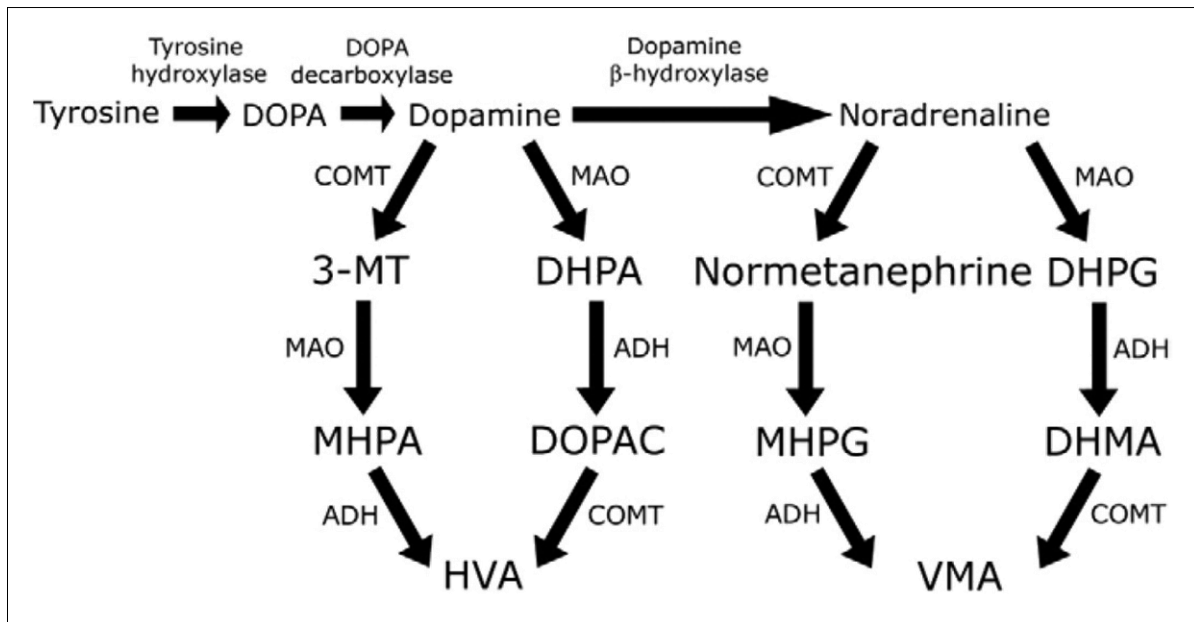 Tyrosine
hydroxylase
DOPA
decarboxylase
Dopamine
β-hydroxylase
Tyrosine
DOPA
Dopamine
Noradrenaline
COMT
MAO
COMT
MAO
3-MT
DHPA
Normetanephrine
DHPG
MAO
ADH
MAO
ADH
MHPA
DOPAC
MHPG
DHMA
ADH
COMT
ADH
COMT
HVA
VMA